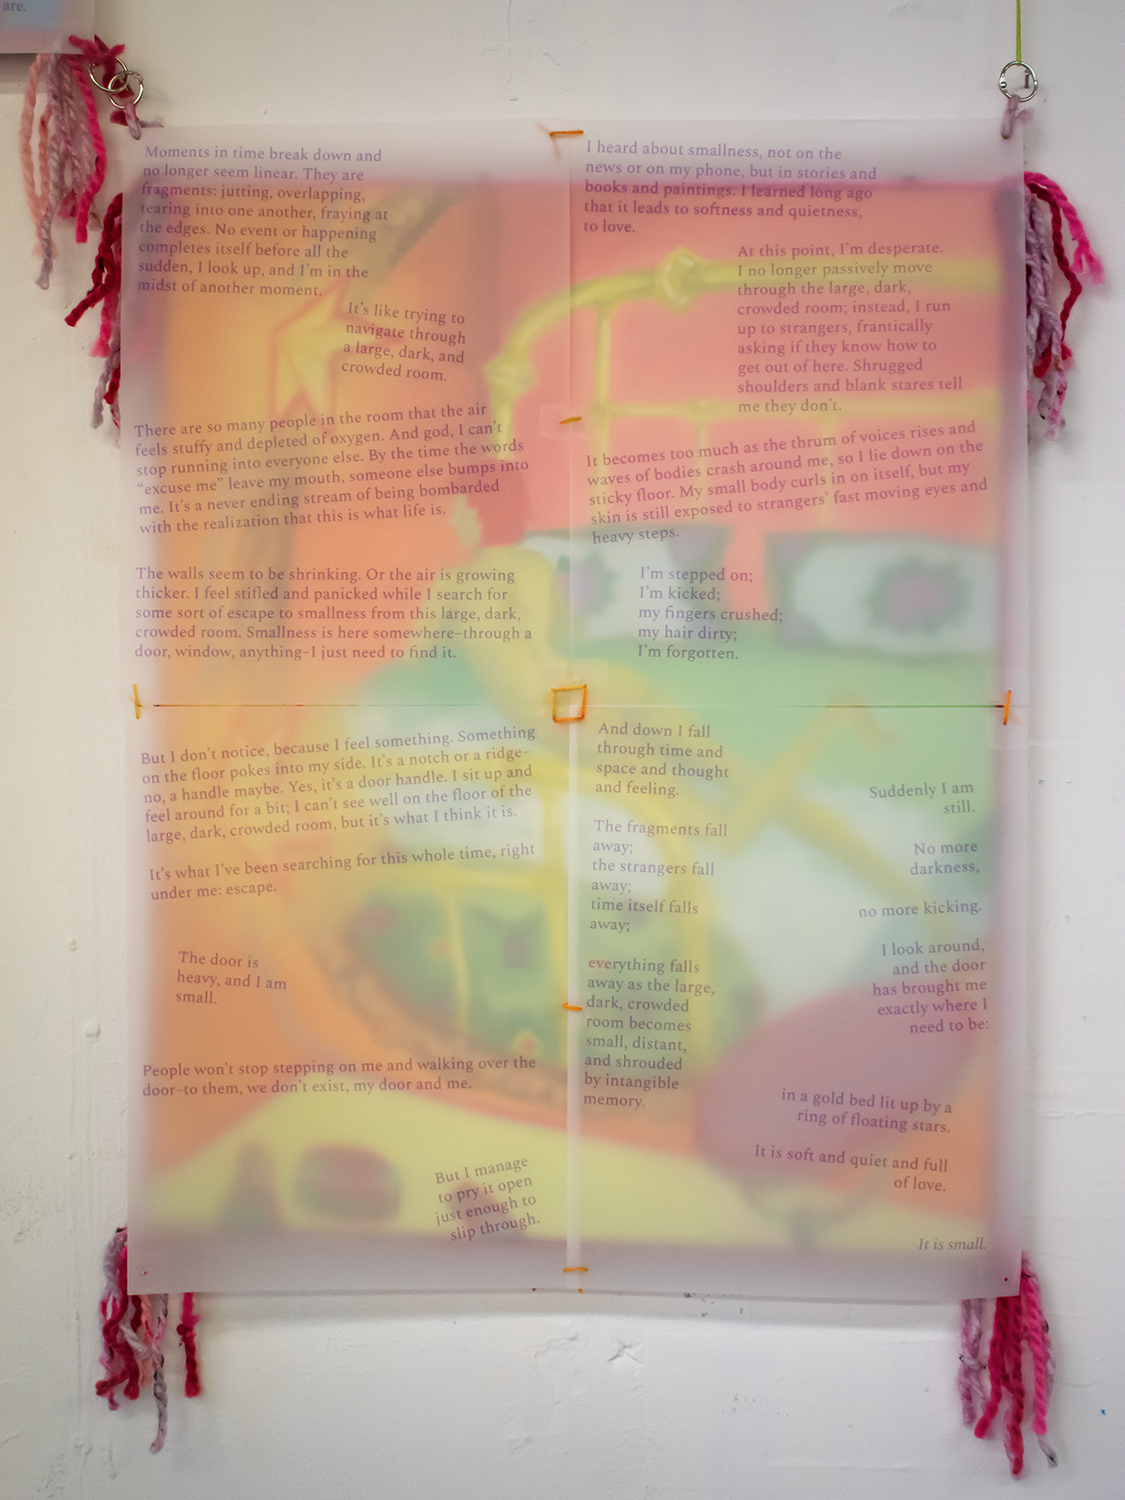 are.
Moments in time break down and
no longer seem linear. They are
fragments: jutting, overlapping,
tearing into one another, fraying at
the edges. No event or happening
completes itself before all the
sudden, I look up, and I'm in the
midst of another moment.
It's like trying to
navigate through
a large, dark, and
crowded room.
There are so many people in the room that the air
feels stuffy and depleted of oxygen. And god, I can't
stop running into everyone else. By the time the words
"excuse me" leave my mouth, someone else bumps into
me. It's a never ending stream of being bombarded
with the realization that this is what life is.
The walls seem to be shrinking. Or the air is growing
thicker. I feel stifled and panicked while I search for
some sort of escape to smallness from this large, dark,
crowded room. Smallness is here somewhere–through a
door, window, anything–I just need to find it.
I heard about smallness, not on the
news or on my phone, but in stories and
books and paintings. I learned long ago
that it leads to softness and quietness,
to love.
At this point, I'm desperate.
I no longer passively move
through the large, dark,
crowded room; instead, I run
up to strangers, frantically
asking if they know how to
get out of here. Shrugged
shoulders and blank stares tell
me they don't.
It becomes too much as the thrum of voices rises and
waves of bodies crash around me, so I lie down on the
sticky floor. My small body curls in on itself, but my
skin is still exposed to strangers' fast moving eyes and
heavy steps.
I'm stepped on;
I'm kicked;
my fingers crushed;
my hair dirty;
I'm forgotten.
But I don't notice, because I feel something. Something
on the floor pokes into my side. It's a notch or a ridge–
no, a handle maybe. Yes, it's a door handle. I sit up and
feel around for a bit; I can't see well on the floor of the
large, dark, crowded room, but it's what I think it is.
It's what I've been searching for this whole time, right
under me: escape.
The door is
heavy, and I am
small.
People won't stop stepping on me and walking over the
door–to them, we don't exist, my door and me.
But I manage
to pry it open
just enough to
slip through.
And down I fall
through time and
space and thought
and feeling.
The fragments fall
away;
the strangers fall
away;
time itself falls
away;
everything falls
away as the large,
dark, crowded
room becomes
small, distant,
and shrouded
by intangible
memory.
Suddenly I am
still.
No more
darkness,
no more kicking.
I look around,
and the door
has brought me
exactly where I
need to be:
in a gold bed lit up by a
ring of floating stars.
It is soft and quiet and full
of love.
It is small.